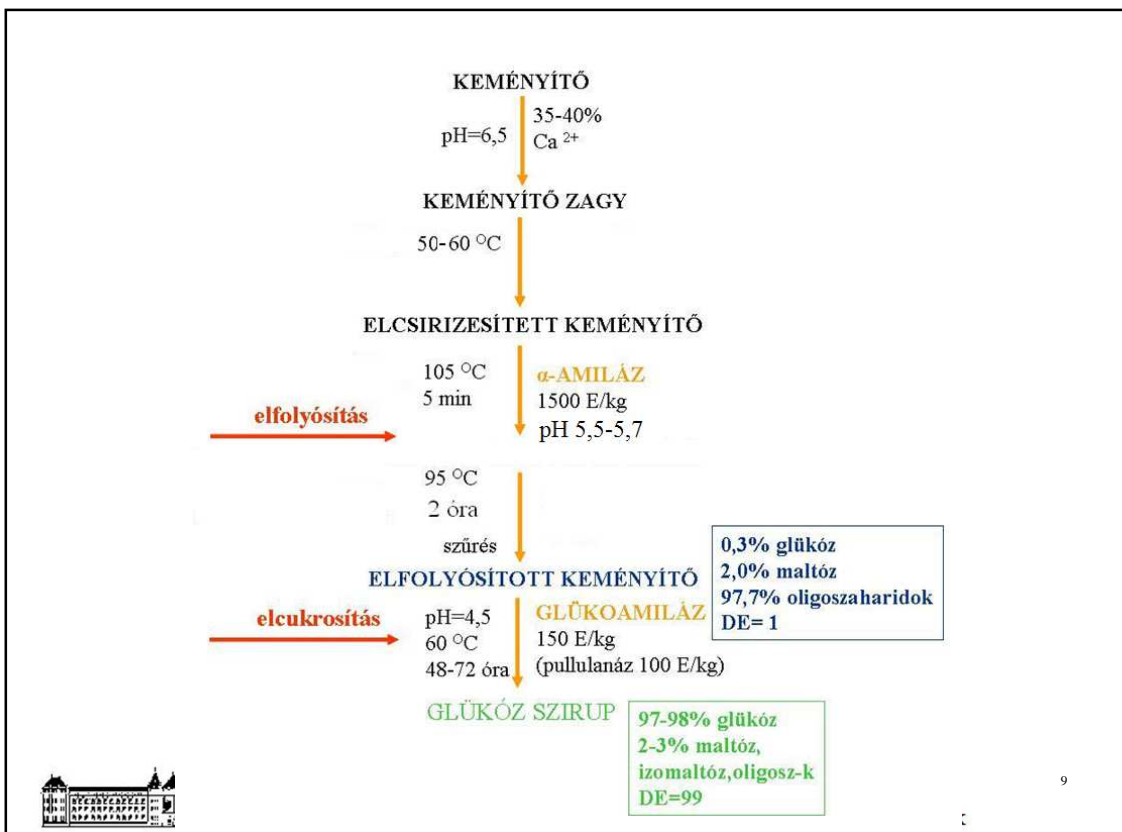 KEMÉNYÍTŐ
pH=6,5
35-40%
Ca 2+
KEMÉNYÍTŐ ZAGY
50-60 °C
ELCSIRIZESÍTETT KEMÉNYÍTŐ
105 °C
5 min
α-AMILÁZ
1500 E/kg
pH 5,5-5,7
elfolyósítás
95 °C
2 óra
szűrés
ELFOLYÓSÍTOTT KEMÉNYÍTŐ
0,3% glükóz
2,0% maltóz
97,7% oligoszaharidok
DE= 1
elcukrosítás
pH=4,5
60 °C
48-72 óra
GLÜKOAMILÁZ
150 E/kg
(pullulanáz 100 E/kg)
GLÜKÓZ SZIRUP
97-98% glükóz
2-3% maltóz,
izomaltóz,oligosz-k
DE=99
9